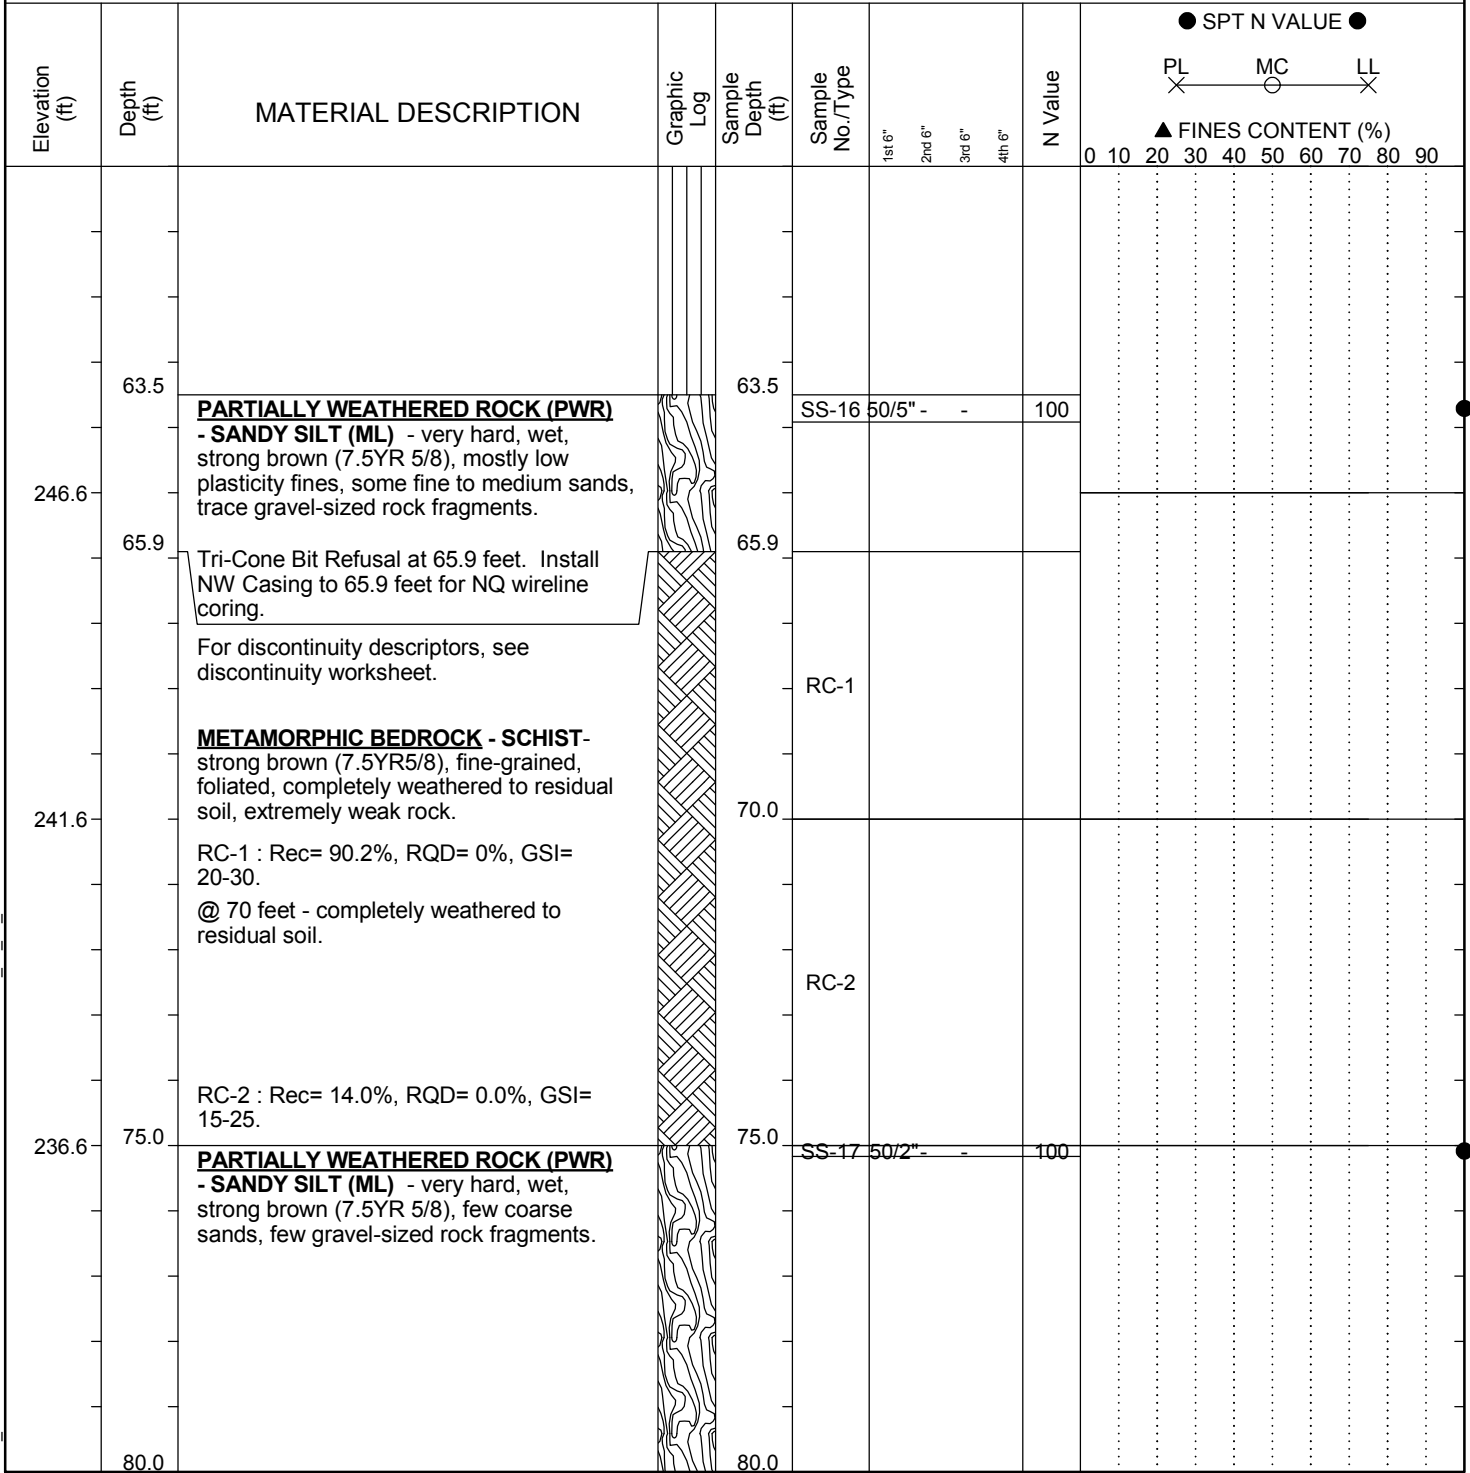 ● SPT N VALUE ●
PL MC LL
▲ FINES CONTENT (%)
0 10 20 30 40 50 60 70 80 90
Elevation
(ft)
Depth
(ft)
MATERIAL DESCRIPTION
Graphic
Log
Sample
Depth
(ft)
Sample
No./Type
1st 6"
2nd 6"
3rd 6"
4th 6"
N Value
63.5
63.5
PARTIALLY WEATHERED ROCK (PWR)
- SANDY SILT (ML) - very hard, wet,
strong brown (7.5YR 5/8), mostly low
plasticity fines, some fine to medium sands,
trace gravel-sized rock fragments.
SS-16 50/5" - - 100
246.6
65.9
65.9
Tri-Cone Bit Refusal at 65.9 feet. Install
NW Casing to 65.9 feet for NQ wireline
coring.
For discontinuity descriptors, see
discontinuity worksheet.
RC-1
METAMORPHIC BEDROCK - SCHIST-
strong brown (7.5YR5/8), fine-grained,
foliated, completely weathered to residual
soil, extremely weak rock.
241.6
70.0
RC-1 : Rec= 90.2%, RQD= 0%, GSI=
20-30.
@ 70 feet - completely weathered to
residual soil.
RC-2
RC-2 : Rec= 14.0%, RQD= 0.0%, GSI=
15-25.
236.6
75.0
75.0
PARTIALLY WEATHERED ROCK (PWR)
- SANDY SILT (ML) - very hard, wet,
strong brown (7.5YR 5/8), few coarse
sands, few gravel-sized rock fragments.
SS-17 50/2" - - 100
80.0
80.0